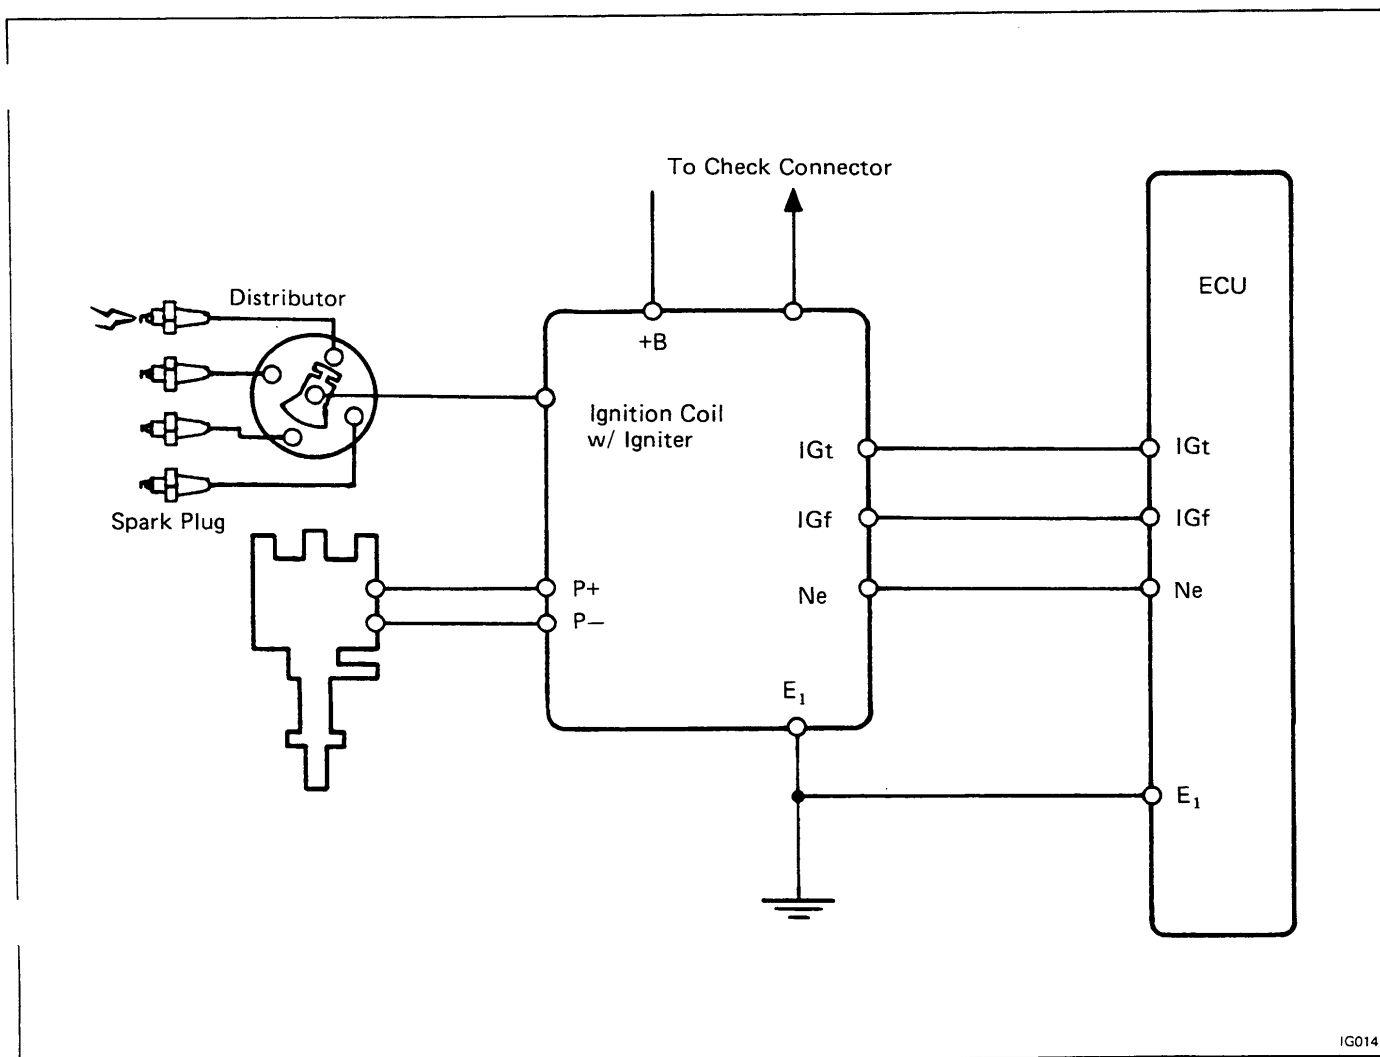 To Check Connector
ECU
Distributor
+B
Ignition Coil
w/ Igniter
IGt
IGt
IGf
IGf
Spark Plug
P+
Ne
Ne
P−
E₁
E₁
IG014